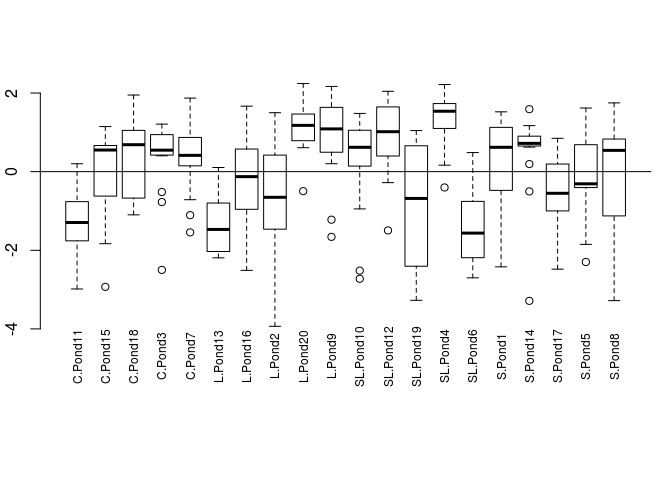 2
0
-2
-4
C.Pond11
C.Pond15
C.Pond18
C.Pond3
C.Pond7
L.Pond13
L.Pond16
L.Pond2
L.Pond20
L.Pond9
SL.Pond10
SL.Pond12
SL.Pond19
SL.Pond4
SL.Pond6
S.Pond1
S.Pond14
S.Pond17
S.Pond5
S.Pond8